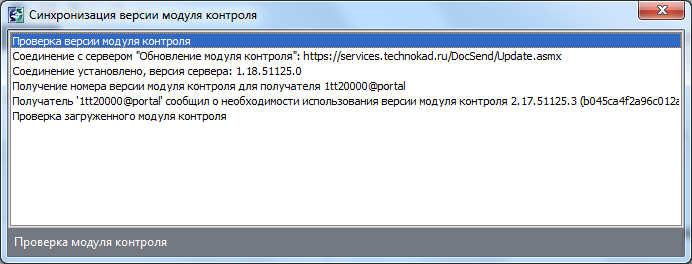 Синхронизация версии модуля контроля
Проверка версии модуля контроля
Соединение с сервером "Обновление модуля контроля": https://services.technokad.ru/DocSend/Update.asmx
Соединение установлено, версия сервера: 1.18.51125.0
Получение номера версии модуля контроля для получателя 1tt20000@portal
Получатель '1tt20000@portal' сообщил о необходимости использования версии модуля контроля 2.17.51125.3 (b045ca4f2a96c012a
Проверка загруженного модуля контроля
Проверка модуля контроля